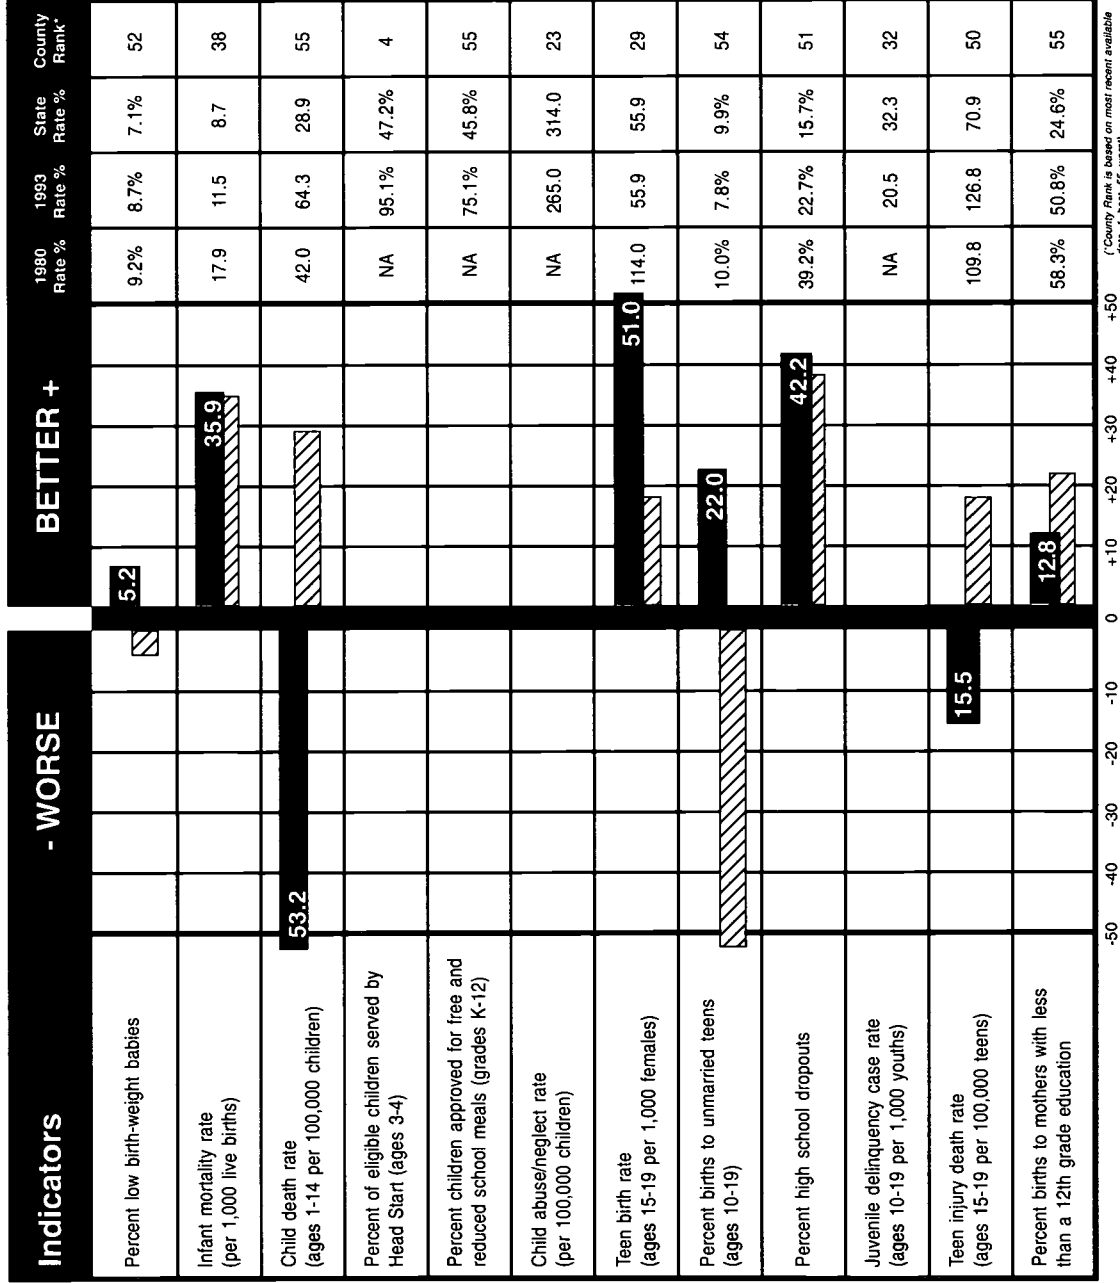 Indicators - WORSE BETTER + 1980 Rate % 1993 Rate % State Rate % County Rank*
Percent low birth-weight babies 5.2 9.2% 8.7% 7.1% 52
Infant mortality rate
(per 1,000 live births) 35.9 17.9 11.5 8.7 38
Child death rate
(ages 1-14 per 100,000 children) 53.2 42.0 64.3 28.9 55
Percent of eligible children served by
Head Start (ages 3-4) NA 95.1% 47.2% 4
Percent children approved for free and
reduced school meals (grades K-12) NA 75.1% 45.8% 55
Child abuse/neglect rate
(per 100,000 children) NA 265.0 314.0 23
Teen birth rate
(ages 15-19 per 1,000 females) 51.0 114.0 55.9 55.9 29
Percent births to unmarried teens
(ages 10-19) 22.0 10.0% 7.8% 9.9% 54
Percent high school dropouts 42.2 39.2% 22.7% 15.7% 51
Juvenile delinquency case rate
(ages 10-19 per 1,000 youths) NA 20.5 32.3 32
Teen injury death rate
(ages 15-19 per 100,000 teens) 15.5 109.8 126.8 70.9 50
Percent births to mothers with less
than a 12th grade education 12.8 58.3% 50.8% 24.6% 55
-50 -40 -30 -20 -10 0 +10 +20 +30 +40 +50
(*County Rank is based on most recent available